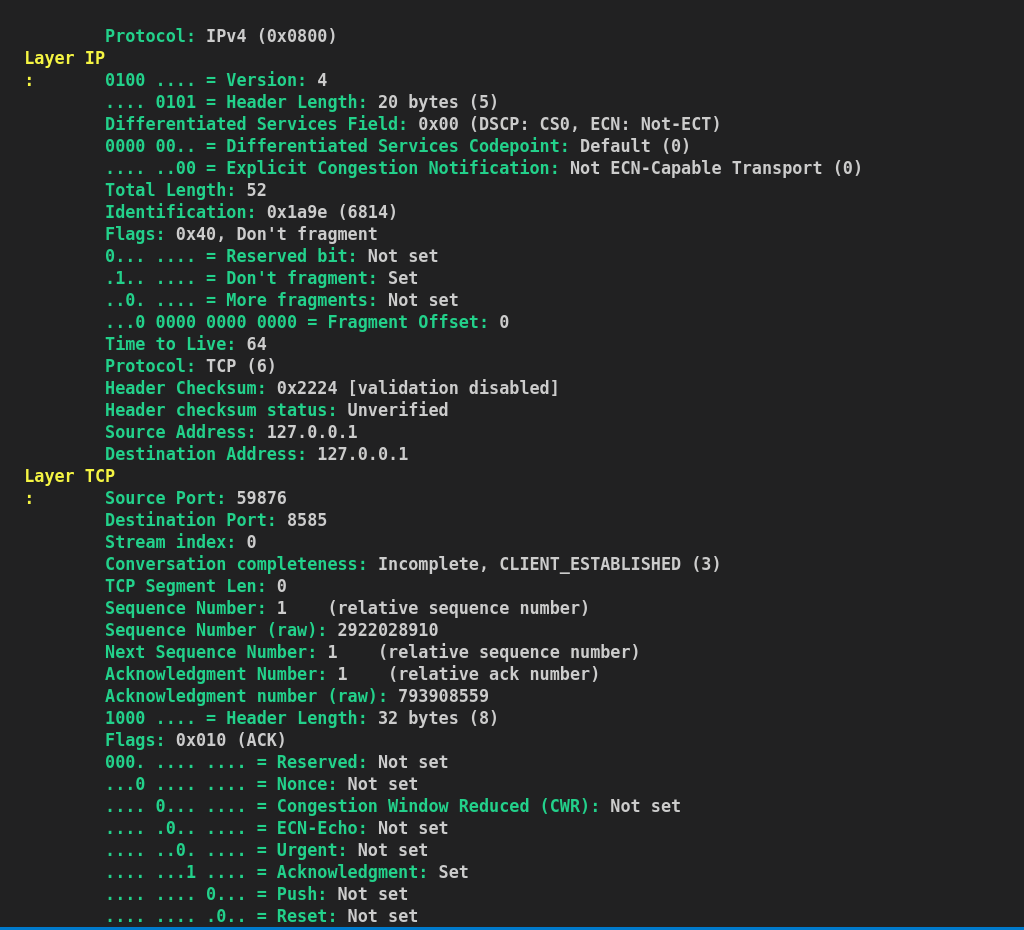 Protocol: IPv4 (0x0800)
Layer IP
: 0100 .... = Version: 4
.... 0101 = Header Length: 20 bytes (5)
Differentiated Services Field: 0x00 (DSCP: CS0, ECN: Not-ECT)
0000 00.. = Differentiated Services Codepoint: Default (0)
.... ..00 = Explicit Congestion Notification: Not ECN-Capable Transport (0)
Total Length: 52
Identification: 0x1a9e (6814)
Flags: 0x40, Don't fragment
0... .... = Reserved bit: Not set
.1.. .... = Don't fragment: Set
..0. .... = More fragments: Not set
...0 0000 0000 0000 = Fragment Offset: 0
Time to Live: 64
Protocol: TCP (6)
Header Checksum: 0x2224 [validation disabled]
Header checksum status: Unverified
Source Address: 127.0.0.1
Destination Address: 127.0.0.1
Layer TCP
: Source Port: 59876
Destination Port: 8585
Stream index: 0
Conversation completeness: Incomplete, CLIENT_ESTABLISHED (3)
TCP Segment Len: 0
Sequence Number: 1    (relative sequence number)
Sequence Number (raw): 2922028910
Next Sequence Number: 1    (relative sequence number)
Acknowledgment Number: 1    (relative ack number)
Acknowledgment number (raw): 793908559
1000 .... = Header Length: 32 bytes (8)
Flags: 0x010 (ACK)
000. .... .... = Reserved: Not set
...0 .... .... = Nonce: Not set
.... 0... .... = Congestion Window Reduced (CWR): Not set
.... .0.. .... = ECN-Echo: Not set
.... ..0. .... = Urgent: Not set
.... ...1 .... = Acknowledgment: Set
.... .... 0... = Push: Not set
.... .... .0.. = Reset: Not set